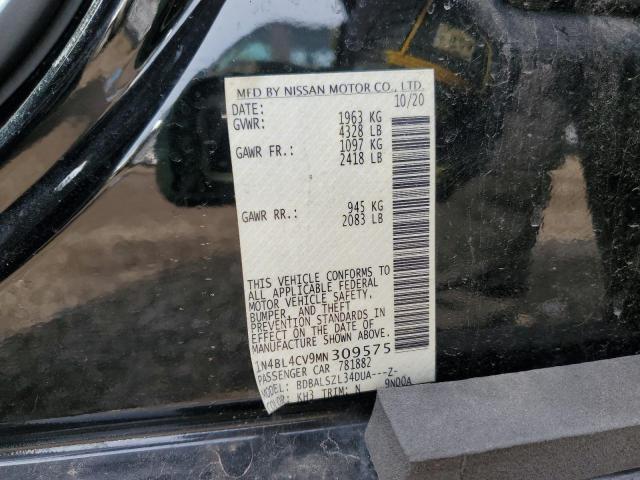 MFD BY NISSAN MOTOR CO., LTD.
DATE: 10/20
GVWR: 1963 KG
4328 LB
GAWR FR.: 1097 KG
2418 LB
GAWR RR.: 945 KG
2083 LB
THIS VEHICLE CONFORMS TO
ALL APPLICABLE FEDERAL
MOTOR VEHICLE SAFETY,
BUMPER, AND THEFT
PREVENTION STANDARDS IN
EFFECT ON THE DATE OF
MANUFACTURE SHOWN ABOVE.
1N4BL4CV9MN 309575
PASSENGER CAR 781882
MODEL: BDBALSZL34DUA---Z-
COLOR: KH3 TRIM: N 9N00A